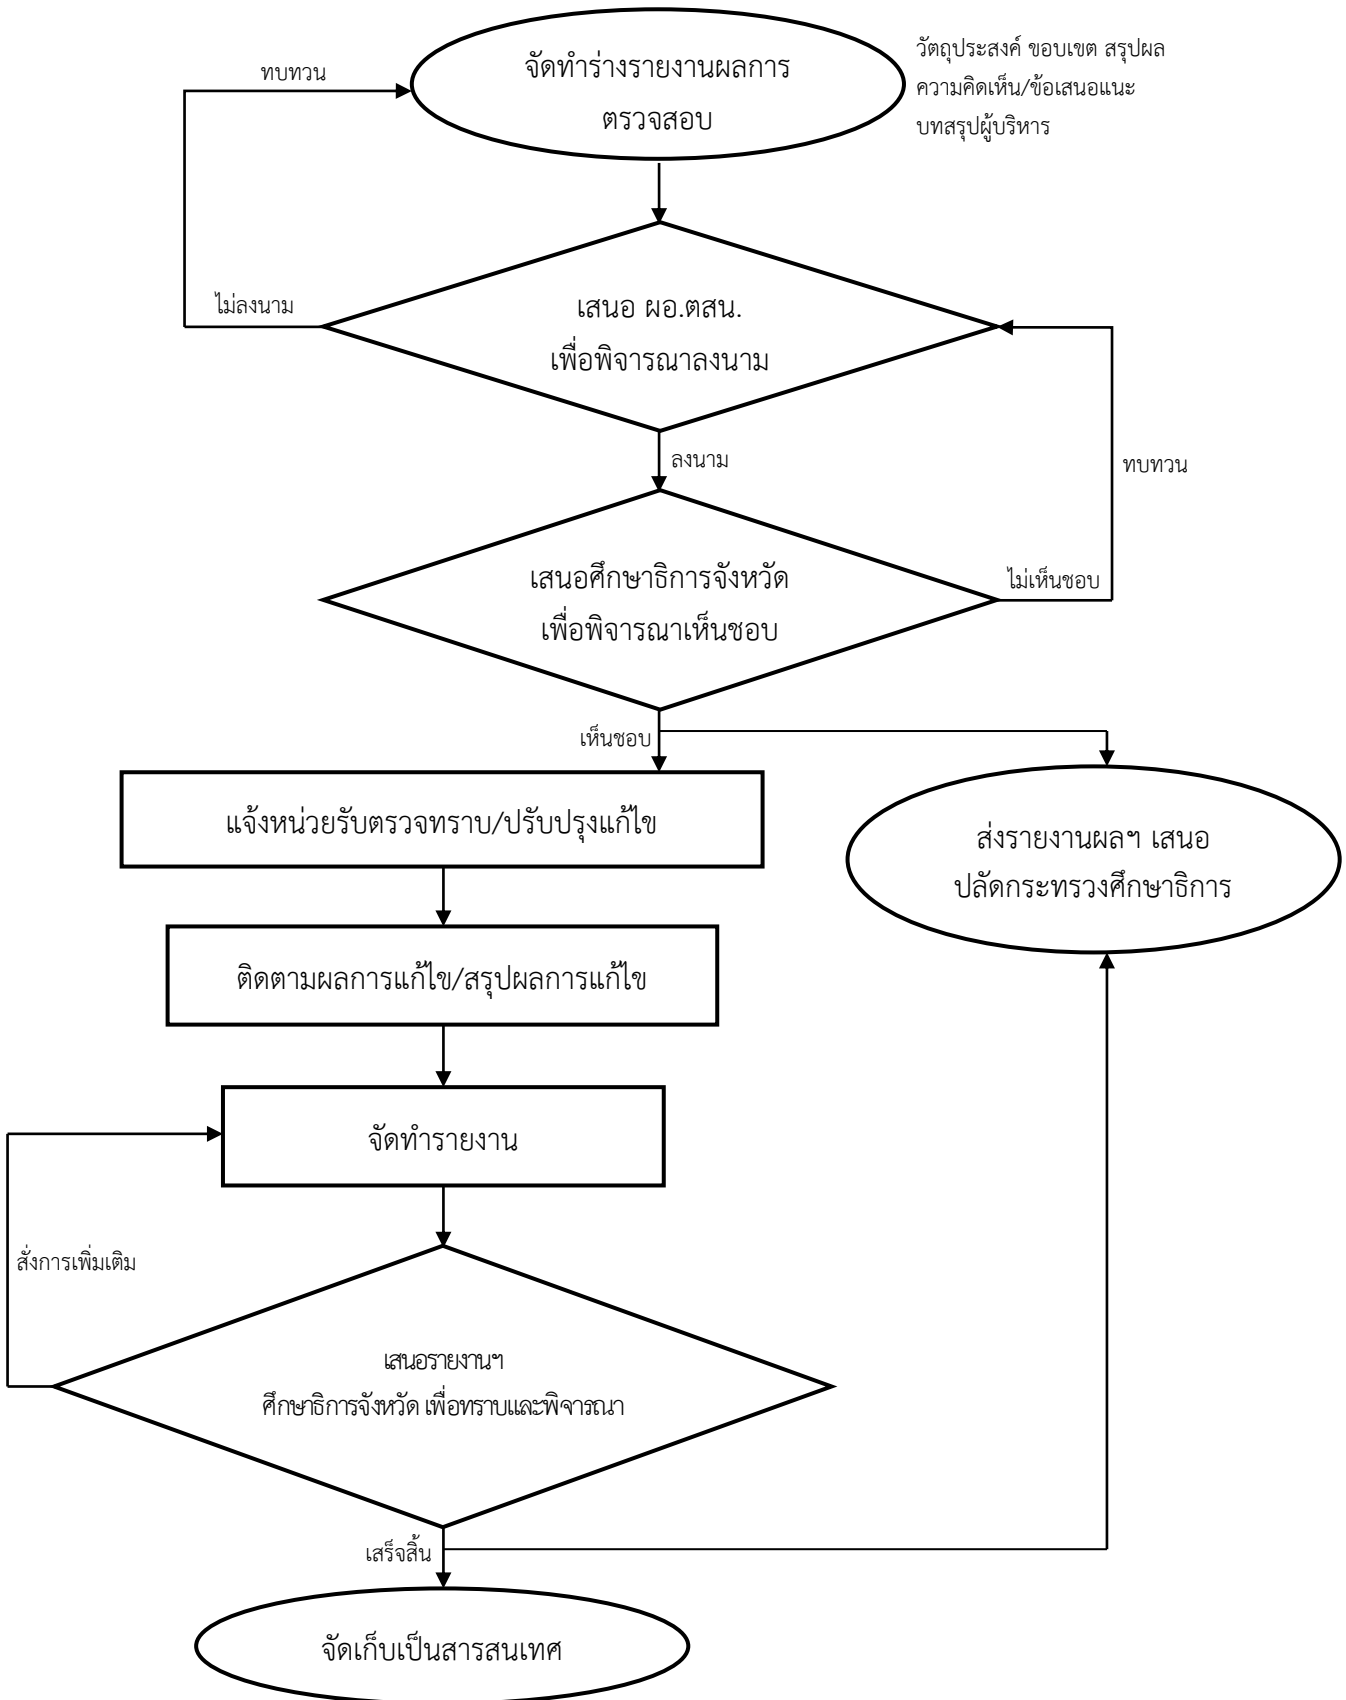 จัดทำร่างรายงานผลการ
ตรวจสอบ
วัตถุประสงค์ ขอบเขต สรุปผล
ความคิดเห็น/ข้อเสนอแนะ
บทสรุปผู้บริหาร
ทบทวน
ไม่ลงนาม
เสนอ ผอ.ตสน.
เพื่อพิจารณาลงนาม
ลงนาม
ทบทวน
เสนอศึกษาธิการจังหวัด
เพื่อพิจารณาเห็นชอบ
ไม่เห็นชอบ
เห็นชอบ
แจ้งหน่วยรับตรวจทราบ/ปรับปรุงแก้ไข
ส่งรายงานผลฯ เสนอ
ปลัดกระทรวงศึกษาธิการ
ติดตามผลการแก้ไข/สรุปผลการแก้ไข
จัดทำรายงาน
สั่งการเพิ่มเติม
เสนอรายงานฯ
ศึกษาธิการจังหวัด เพื่อทราบและพิจารณา
เสร็จสิ้น
จัดเก็บเป็นสารสนเทศ